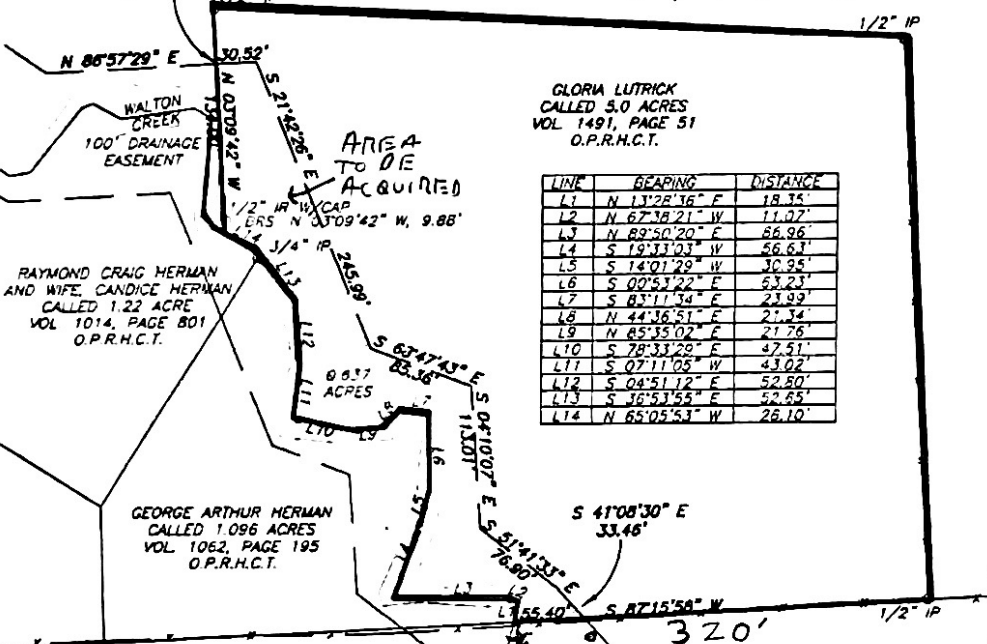 1/2" IP
N 86°57'29" E
30.52'
S 21°42'26" E
245.99'
N 03°09'42" W
WALTON
CREEK
100' DRAINAGE
EASEMENT
AREA
TO BE
ACQUIRED
1/2" IR W/CAP
BRS N 03°09'42" W, 9.88'
L14
3/4" IP
L13
GLORIA LUTRICK
CALLED 5.0 ACRES
VOL. 1491, PAGE 51
O.P.R.H.C.T.
LINE BEARING DISTANCE
L1 N 13°28'36" E 18.35'
L2 N 67°38'21" W 11.07'
L3 N 89°50'20" E 86.96'
L4 S 19°33'03" W 56.63'
L5 S 14°01'29" W 30.95'
L6 S 00°53'22" E 53.23'
L7 S 83°11'34" E 23.99'
L8 N 44°36'51" E 21.34'
L9 N 85°35'02" E 21.76'
L10 S 78°33'29" E 47.51'
L11 S 07°11'05" W 43.02'
L12 S 04°51'12" E 52.80'
L13 S 36°53'55" E 52.65'
L14 N 65°05'53" W 26.10'
RAYMOND CRAIG HERMAN
AND WIFE, CANDICE HERMAN
CALLED 1.22 ACRE
VOL 1014, PAGE 801
O.P.R.H.C.T.
L12
L11
0.637
ACRES
S 63°47'43" E
83.36'
L10
L9
L8
L7
L6
S 04°10'07" E
113.01'
L5
L4
GEORGE ARTHUR HERMAN
CALLED 1.096 ACRES
VOL. 1062, PAGE 195
O.P.R.H.C.T.
S 51°41'33" E
76.90'
S 41°08'30" E
33.46'
L3
L2
L1
55.40'
S 87°15'58" W
1/2" IP
320'